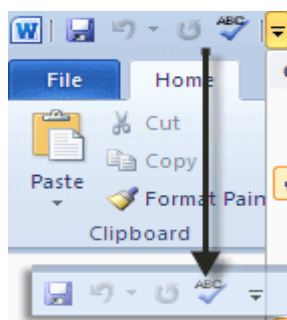 W ABC
File Home
Cut
Copy
Paste
Format Pain
Clipboard
ABC